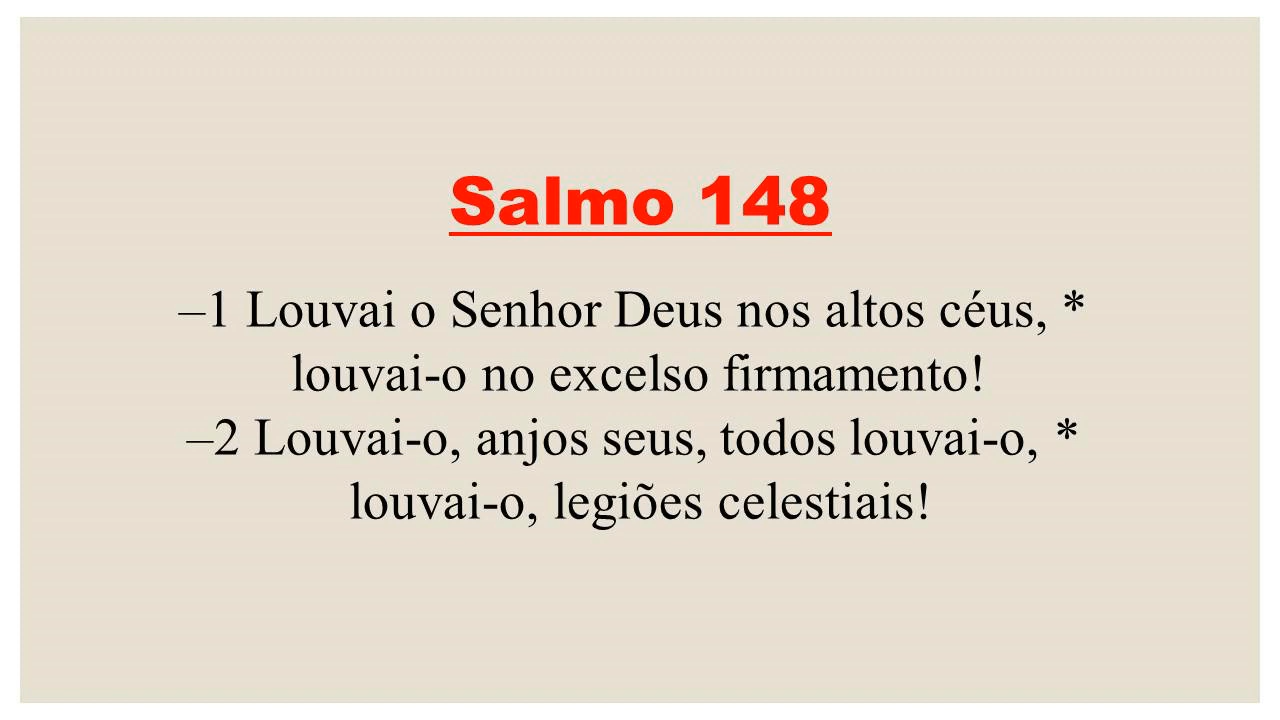 Salmo 148
–1 Louvai o Senhor Deus nos altos céus, *
louvai-o no excelso firmamento!
–2 Louvai-o, anjos seus, todos louvai-o, *
louvai-o, legiões celestiais!